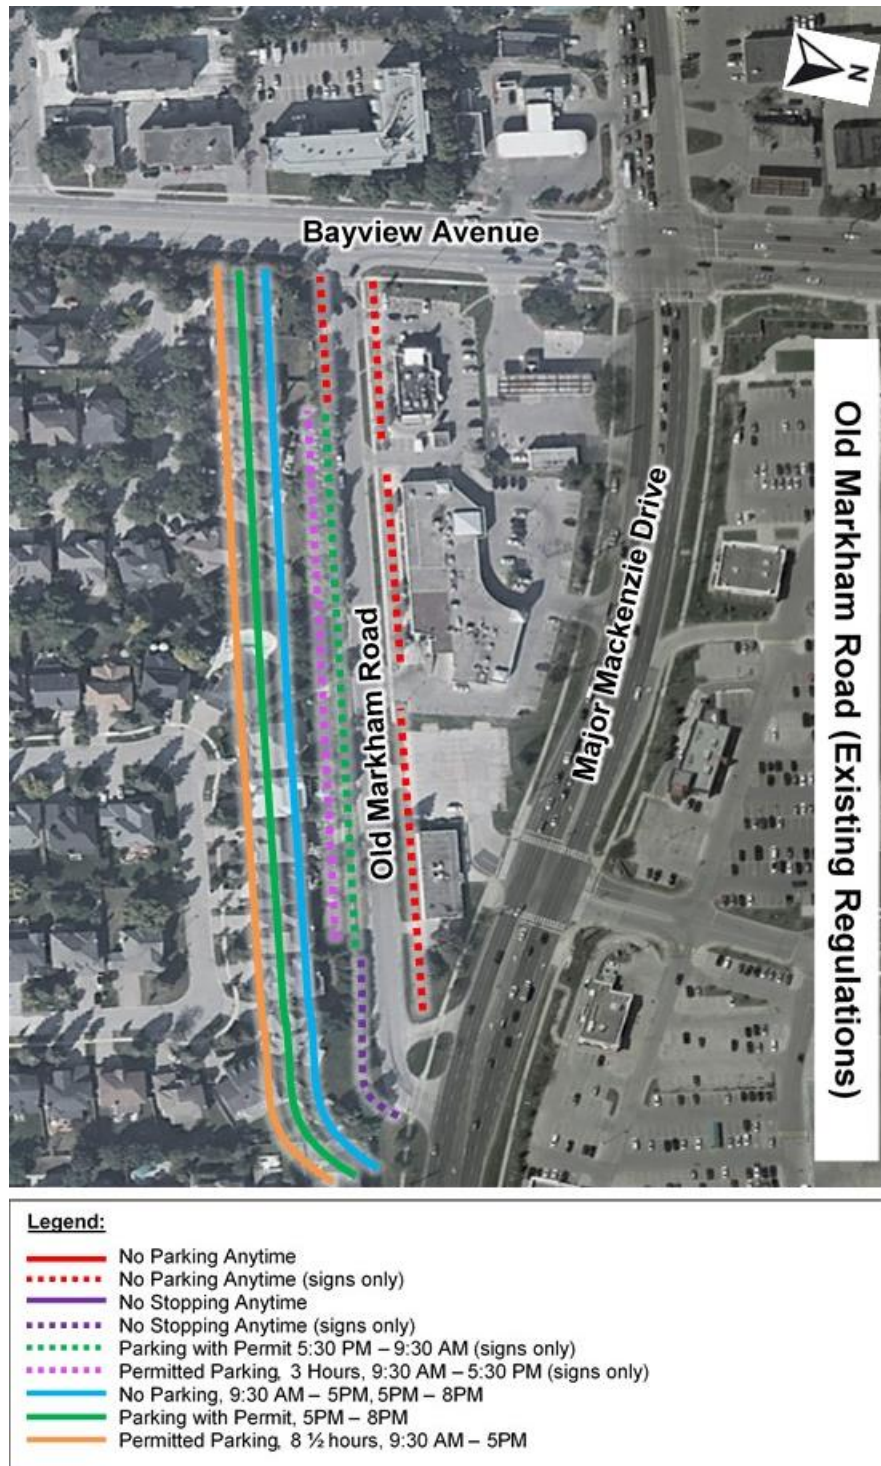 N
Bayview Avenue
Old Markham Road (Existing Regulations)
Major Mackenzie Drive
Old Markham Road
Legend:
No Parking Anytime
No Parking Anytime (signs only)
No Stopping Anytime
No Stopping Anytime (signs only)
Parking with Permit 5:30 PM – 9:30 AM (signs only)
Permitted Parking, 3 Hours, 9:30 AM – 5:30 PM (signs only)
No Parking, 9:30 AM – 5PM, 5PM – 8PM
Parking with Permit, 5PM – 8PM
Permitted Parking, 8 ½ hours, 9:30 AM – 5PM